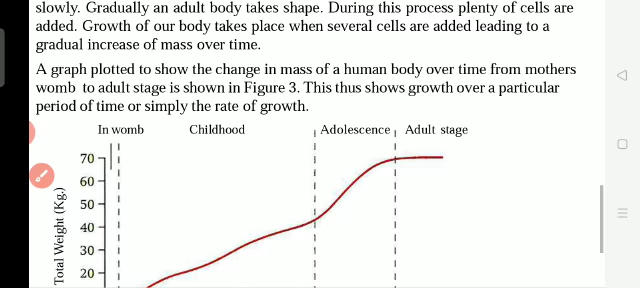 slowly. Gradually an adult body takes shape. During this process plenty of cells are
added. Growth of our body takes place when several cells are added leading to a
gradual increase of mass over time.
A graph plotted to show the change in mass of a human body over time from mothers
womb to adult stage is shown in Figure 3. This thus shows growth over a particular
period of time or simply the rate of growth.
In womb Childhood Adolescence Adult stage
70
60
50
40
30
20
Total Weight (Kg.)